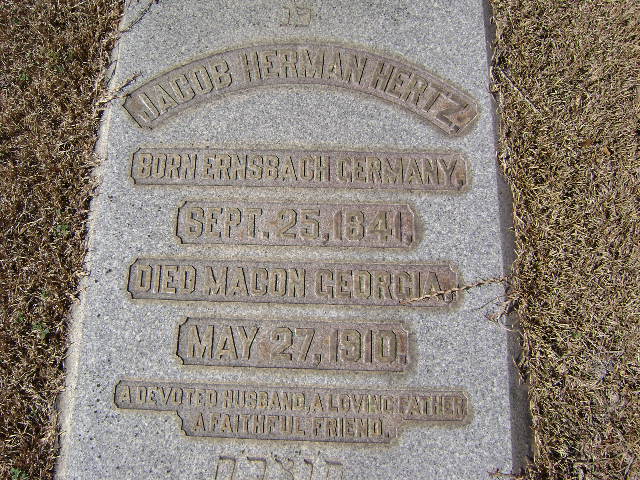 JACOB HERMAN HERTZ.
BORN ERNSBACH GERMANY.
SEPT. 25, 1841.
DIED MACON GEORGIA.
MAY 27, 1910.
A DEVOTED HUSBAND, A LOVING FATHER
A FAITHFUL FRIEND.